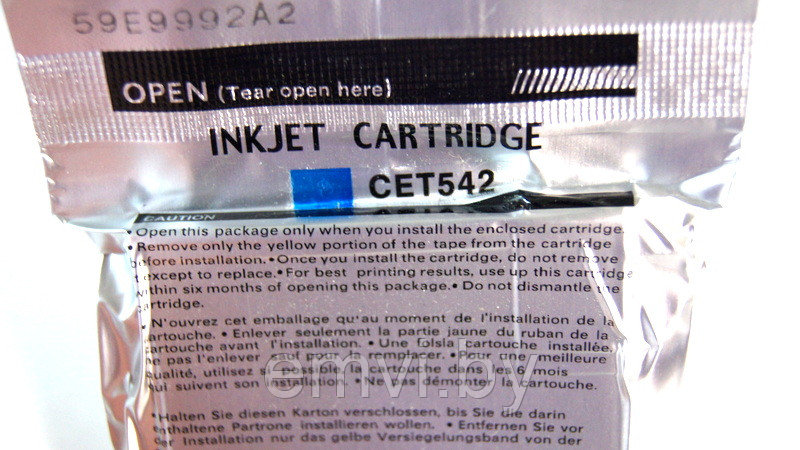 59E9992A2
OPEN (Tear open here)
INKJET CARTRIDGE
CET542
CAUTION
• Open this package only when you install the enclosed cartridge.
• Remove only the yellow portion of the tape from the cartridge
before installation. • Once you install the cartridge, do not remove
t except to replace. • For best printing results, use up this cartridge
within six months of opening this package. • Do not dismantle the
cartridge.
• N'ouvrez cet emballage qu'au moment de l'installation de la
cartouche. • Enlever seulement la partie jaune du ruban de la
cartouche avant l'installation. • Une folsla cartouche installée,
ne pas l'enlever sauf pour la remplacer. • Pour une meilleure
qualité, utilisez si possible la cartouche dans les 6 mois
qui suivent son installation. • Ne pas démonter la cartouche.
*Halten Sie diesen Karton verschlossen, bis Sie die darin
enthaltene Partrone installieren wollen. • Entfernen Sie vor
der Installation nur das gelbe Versiegelungsband von der
emvi.by